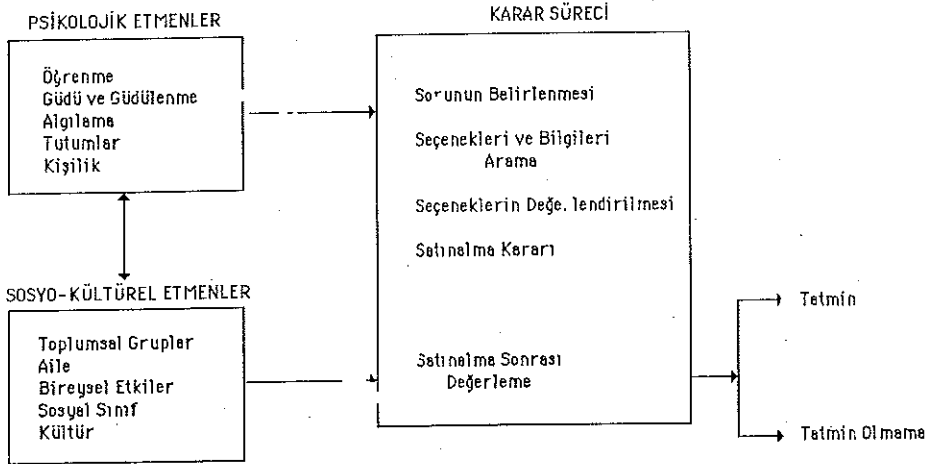 PSİKOLOJİK ETMENLER
Öğrenme
Güdü ve Güdülenme
Algılama
Tutumlar
Kişilik
SOSYO-KÜLTÜREL ETMENLER
Toplumsal Gruplar
Aile
Bireysel Etkiler
Sosyal Sınıf
Kültür
KARAR SÜRECİ
Sorunun Belirlenmesi
Seçenekleri ve Bilgileri
Arama
Seçeneklerin Değe.lendirilmesi
Satınalma Kararı
Satınalma Sonrası
Değerleme
Tatmin
Tatmin Olmama